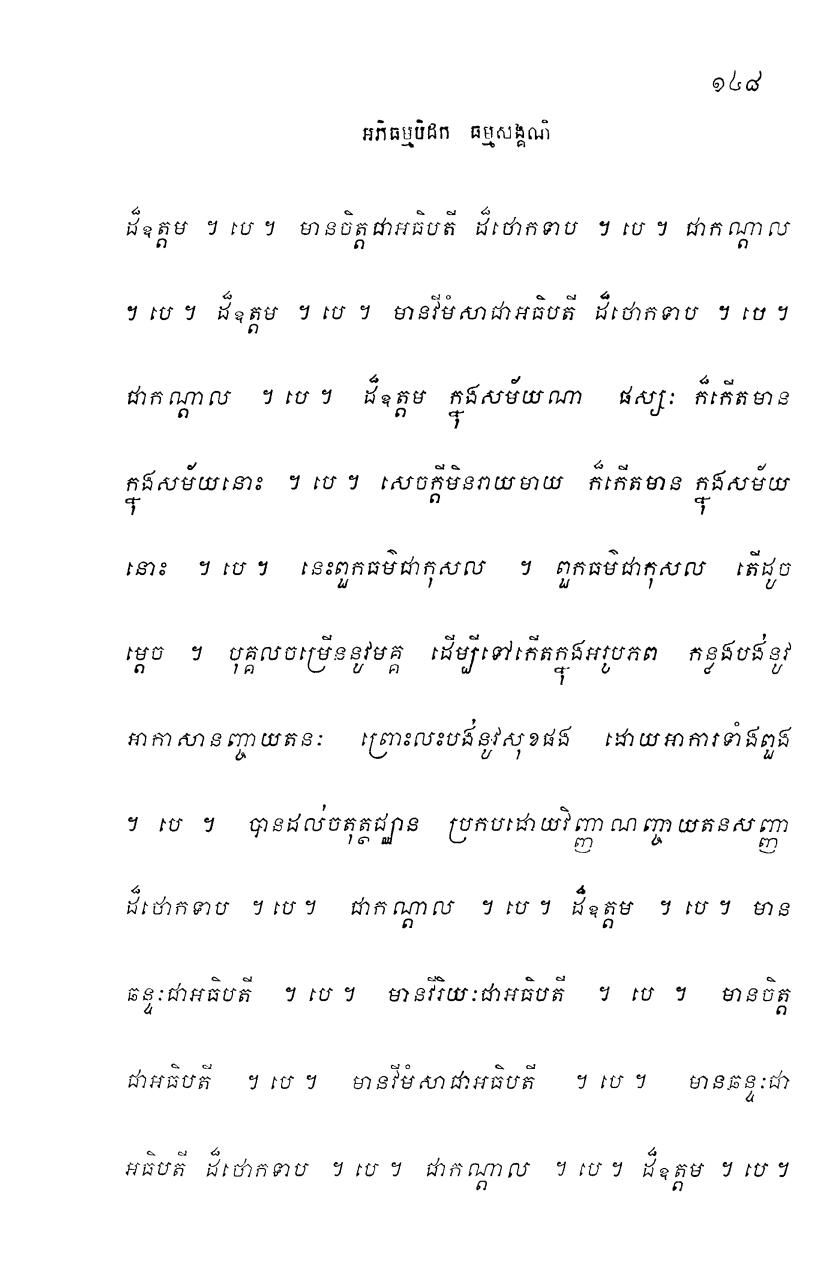 ១៤៨
អភិធម្មបិដក ធម្មសង្គណិ
ដ៏ឧត្តម ។ បេ ។ មានចិត្តជាអធិបតី ដ៏ថោកទាប ។ បេ ។ ជាកណ្តាល
។ បេ ។ ដ៏ឧត្តម ។ បេ ។ មានវីមំសាជាអធិបតី ដ៏ថោកទាប ។ បេ ។
ជាកណ្តាល ។ បេ ។ ដ៏ឧត្តម ក្នុងសម័យណា ផស្សៈ ក៏កើតមាន
ក្នុងសម័យនោះ ។ បេ ។ សេចក្តីមិនរាយមាយ ក៏កើតមាន ក្នុងសម័យ
នោះ ។ បេ ។ នេះពួកធម៌ជាកុសល ។ ពួកធម៌ជាកុសល តើដូច
ម្តេច ។ បុគ្គលចម្រើននូវមគ្គ ដើម្បីទៅកើតក្នុងអរូបភព កន្លងបង់នូវ
អាកាសានញ្ចាយតនៈ ព្រោះលះបង់នូវសុខផង ដោយអាការទាំងពួង
។ បេ ។ បានដល់ចតុត្ថជ្ឈាន ប្រកបដោយវិញ្ញាណញ្ចាយតនសញ្ញា
ដ៏ថោកទាប ។ បេ ។ ជាកណ្តាល ។ បេ ។ ដ៏ឧត្តម ។ បេ ។ មាន
ឆន្ទៈជាអធិបតី ។ បេ ។ មានវីរិយៈជាអធិបតី ។ បេ ។ មានចិត្ត
ជាអធិបតី ។ បេ ។ មានវីមំសាជាអធិបតី ។ បេ ។ មានឆន្ទៈជា
អធិបតី ដ៏ថោកទាប ។ បេ ។ ជាកណ្តាល ។ បេ ។ ដ៏ឧត្តម ។ បេ ។